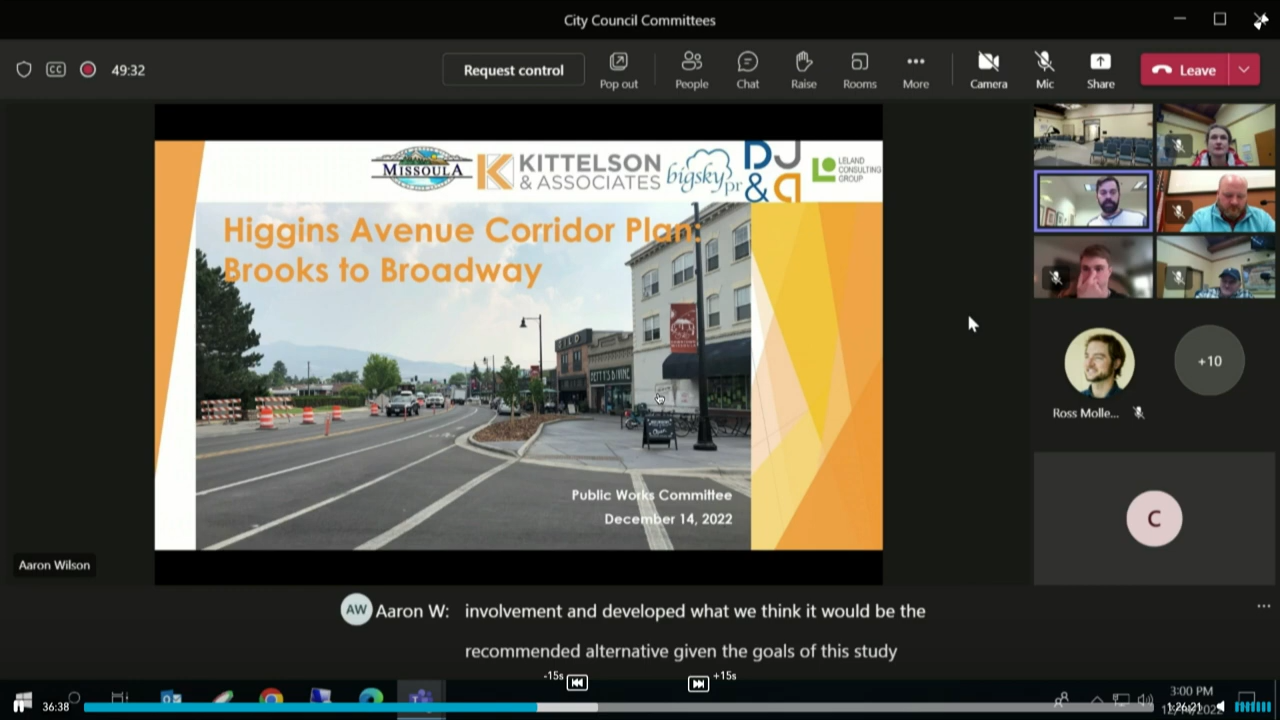 City Council Committees
CC
49:32
Request control
Pop out
People
Chat
Raise
Rooms
More
Camera
Mic
Share
Leave
MISSOULA
KITTELSON
& ASSOCIATES
bigsky pr
DJ
&a
LELAND
CONSULTING
GROUP
Higgins Avenue Corridor Plan:
Brooks to Broadway
Public Works Committee
December 14, 2022
+10
Ross Molle...
C
Aaron Wilson
AW Aaron W: involvement and developed what we think it would be the
recommended alternative given the goals of this study
-15s
+15s
3:00 PM
36:38
1:26:21